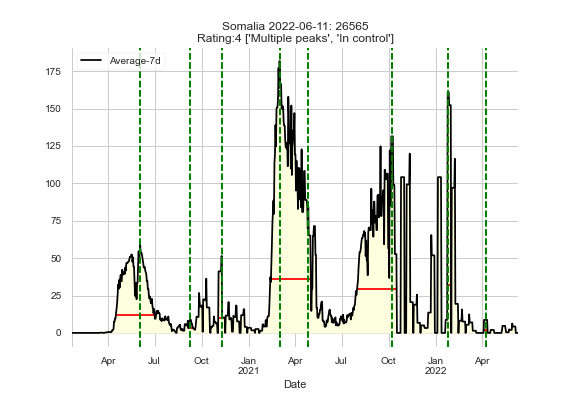 Somalia 2022-06-11: 26565
Rating:4 ['Multiple peaks', 'In control']
Average-7d
175
150
125
100
75
50
25
0
Apr Jul Oct Jan Apr Jul Oct Jan Apr
2021 2022
Date